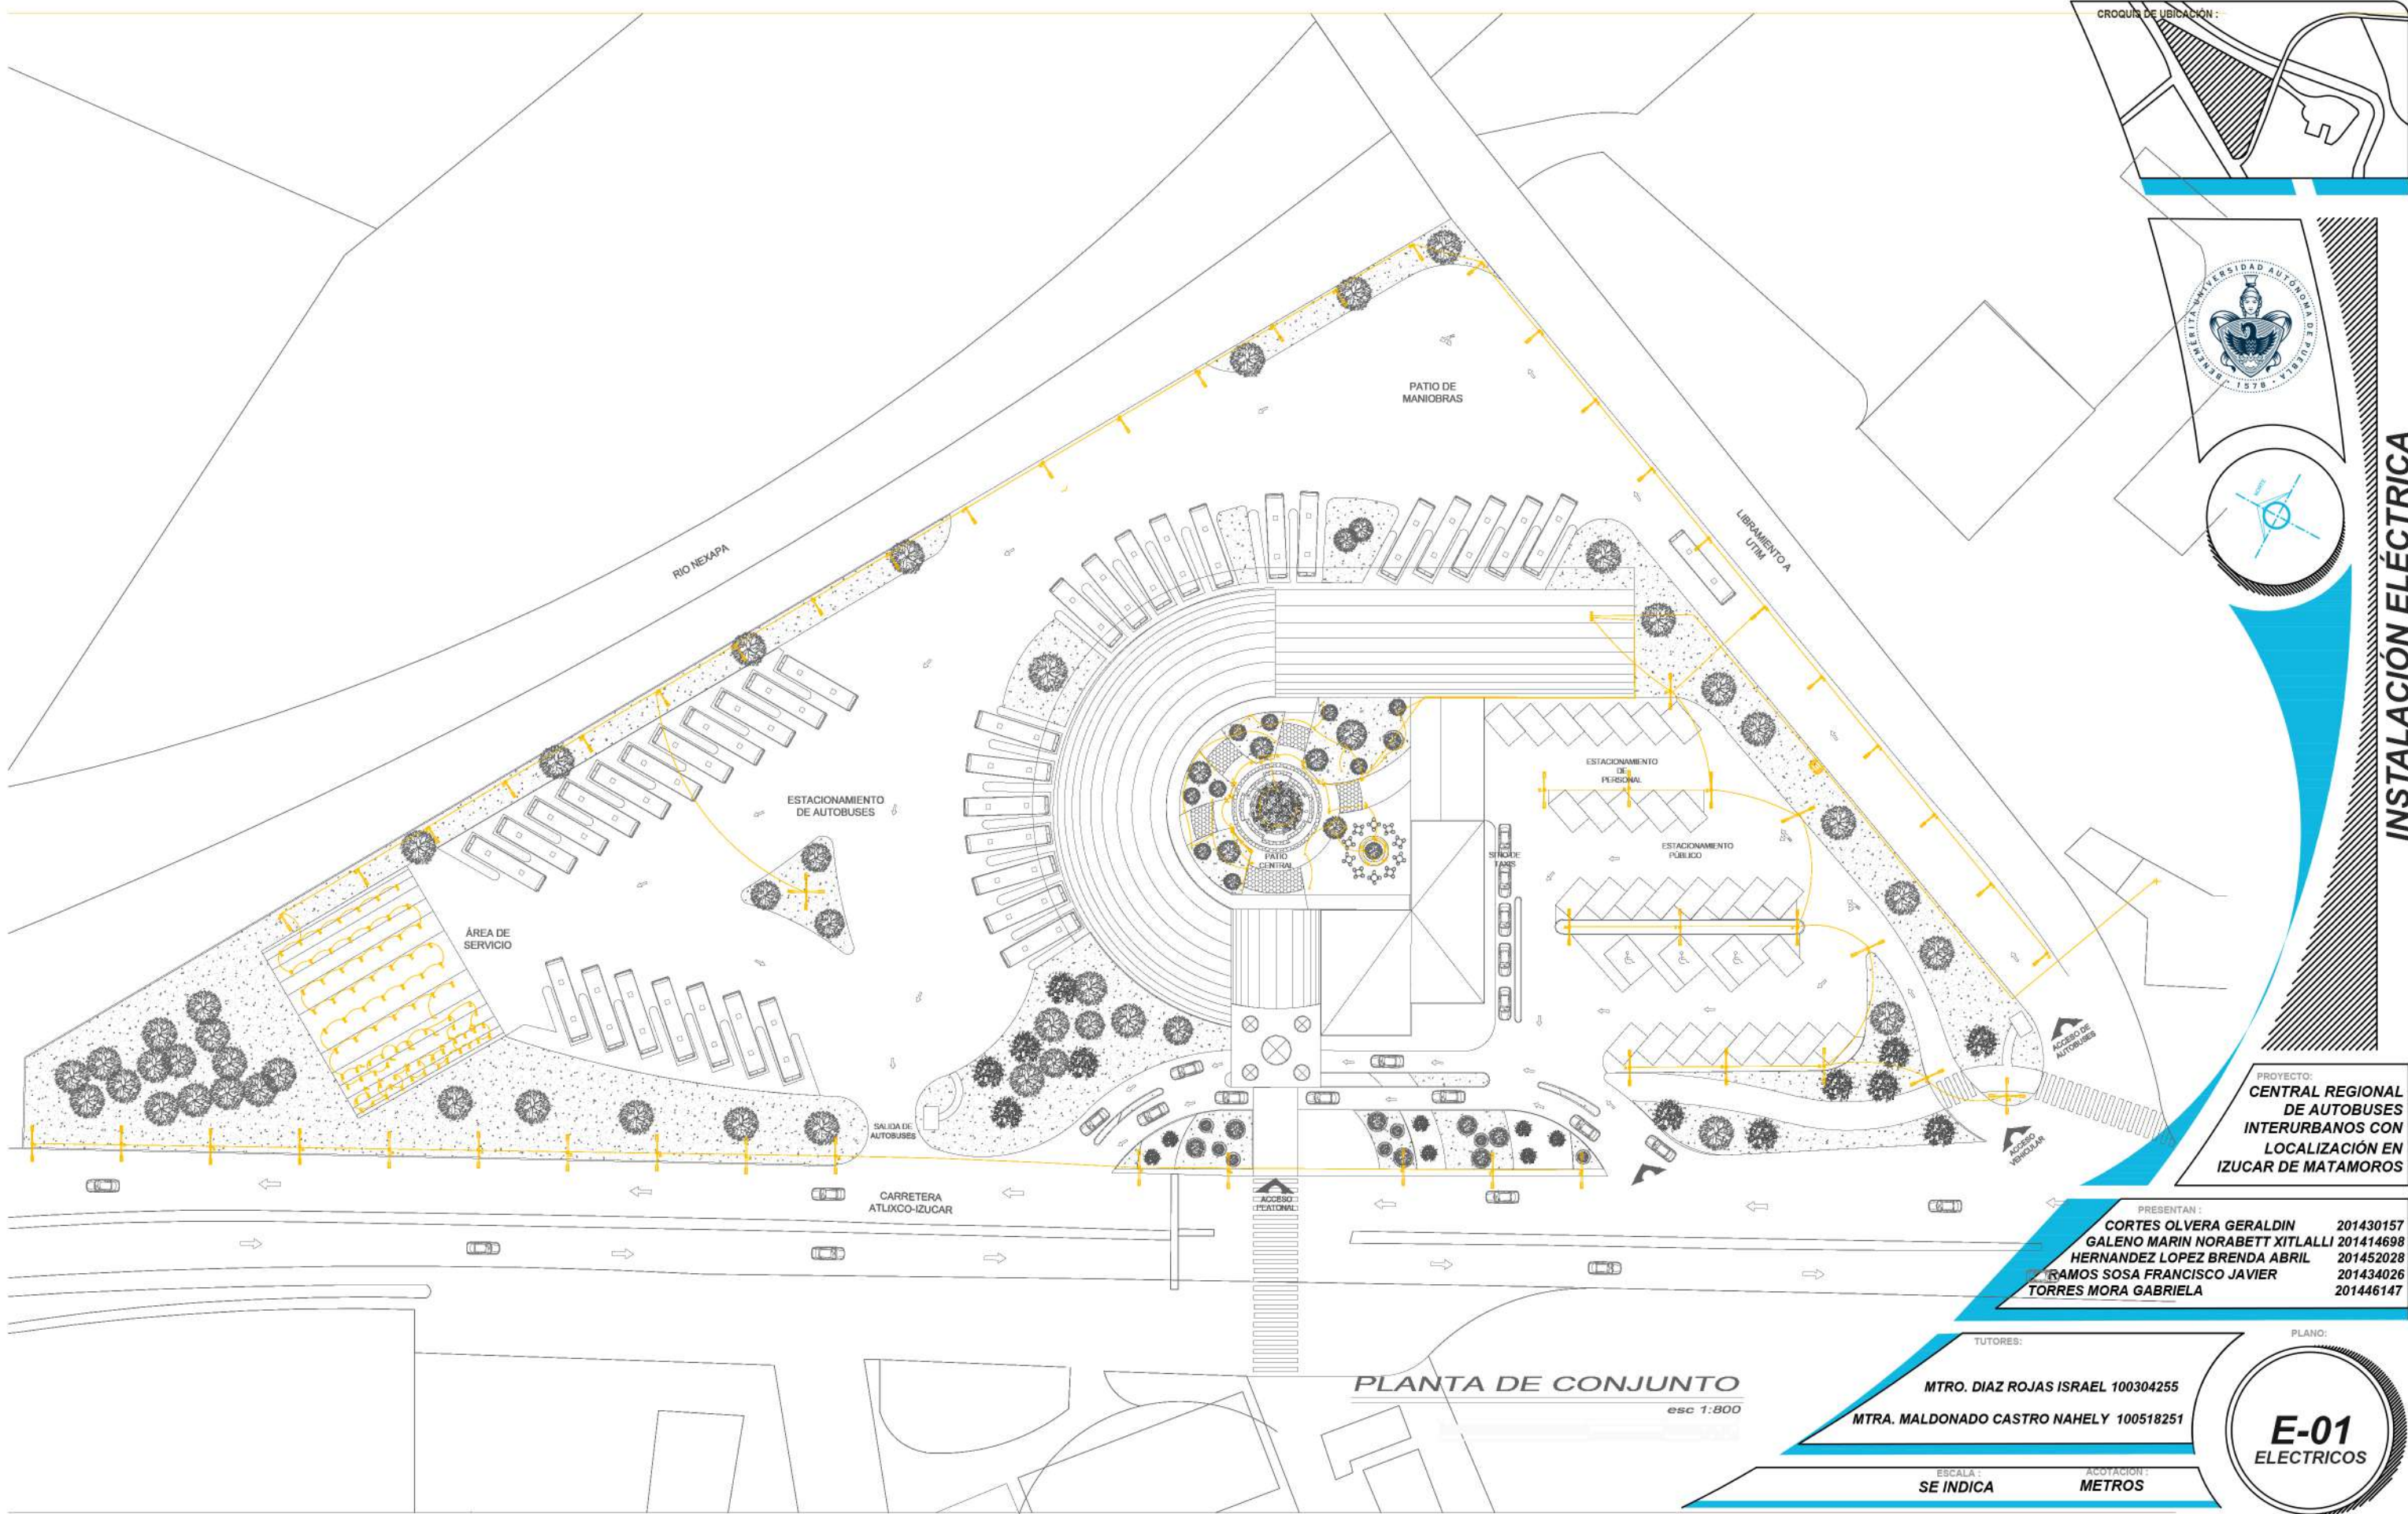 CROQUIS DE UBICACIÓN :
BENEMÉRITA UNIVERSIDAD AUTÓNOMA DE PUEBLA
1578
NORTE
INSTALACIÓN ELÉCTRICA
PATIO DE
MANIOBRAS
RIO NEXAPA
LIBRAMIENTO A
UTIM
ESTACIONAMIENTO
DE AUTOBUSES
ESTACIONAMIENTO
DE
PERSONAL
ESTACIONAMIENTO
PÚBLICO
SITIO DE
TAXIS
PATIO
CENTRAL
ÁREA DE
SERVICIO
SALIDA DE
AUTOBUSES
ACCESO DE
AUTOBUSES
ACCESO
VEHICULAR
ACCESO
PEATONAL
CARRETERA
ATLIXCO-IZUCAR
PLANTA DE CONJUNTO
esc 1:800
PROYECTO:
CENTRAL REGIONAL
DE AUTOBUSES
INTERURBANOS CON
LOCALIZACIÓN EN
IZUCAR DE MATAMOROS
PRESENTAN :
CORTES OLVERA GERALDIN 201430157
GALENO MARIN NORABETT XITLALLI 201414698
HERNANDEZ LOPEZ BRENDA ABRIL 201452028
RAMOS SOSA FRANCISCO JAVIER 201434026
TORRES MORA GABRIELA 201446147
TUTORES:
MTRO. DIAZ ROJAS ISRAEL 100304255
MTRA. MALDONADO CASTRO NAHELY 100518251
PLANO:
E-01
ELECTRICOS
ESCALA :
SE INDICA
ACOTACIÓN :
METROS